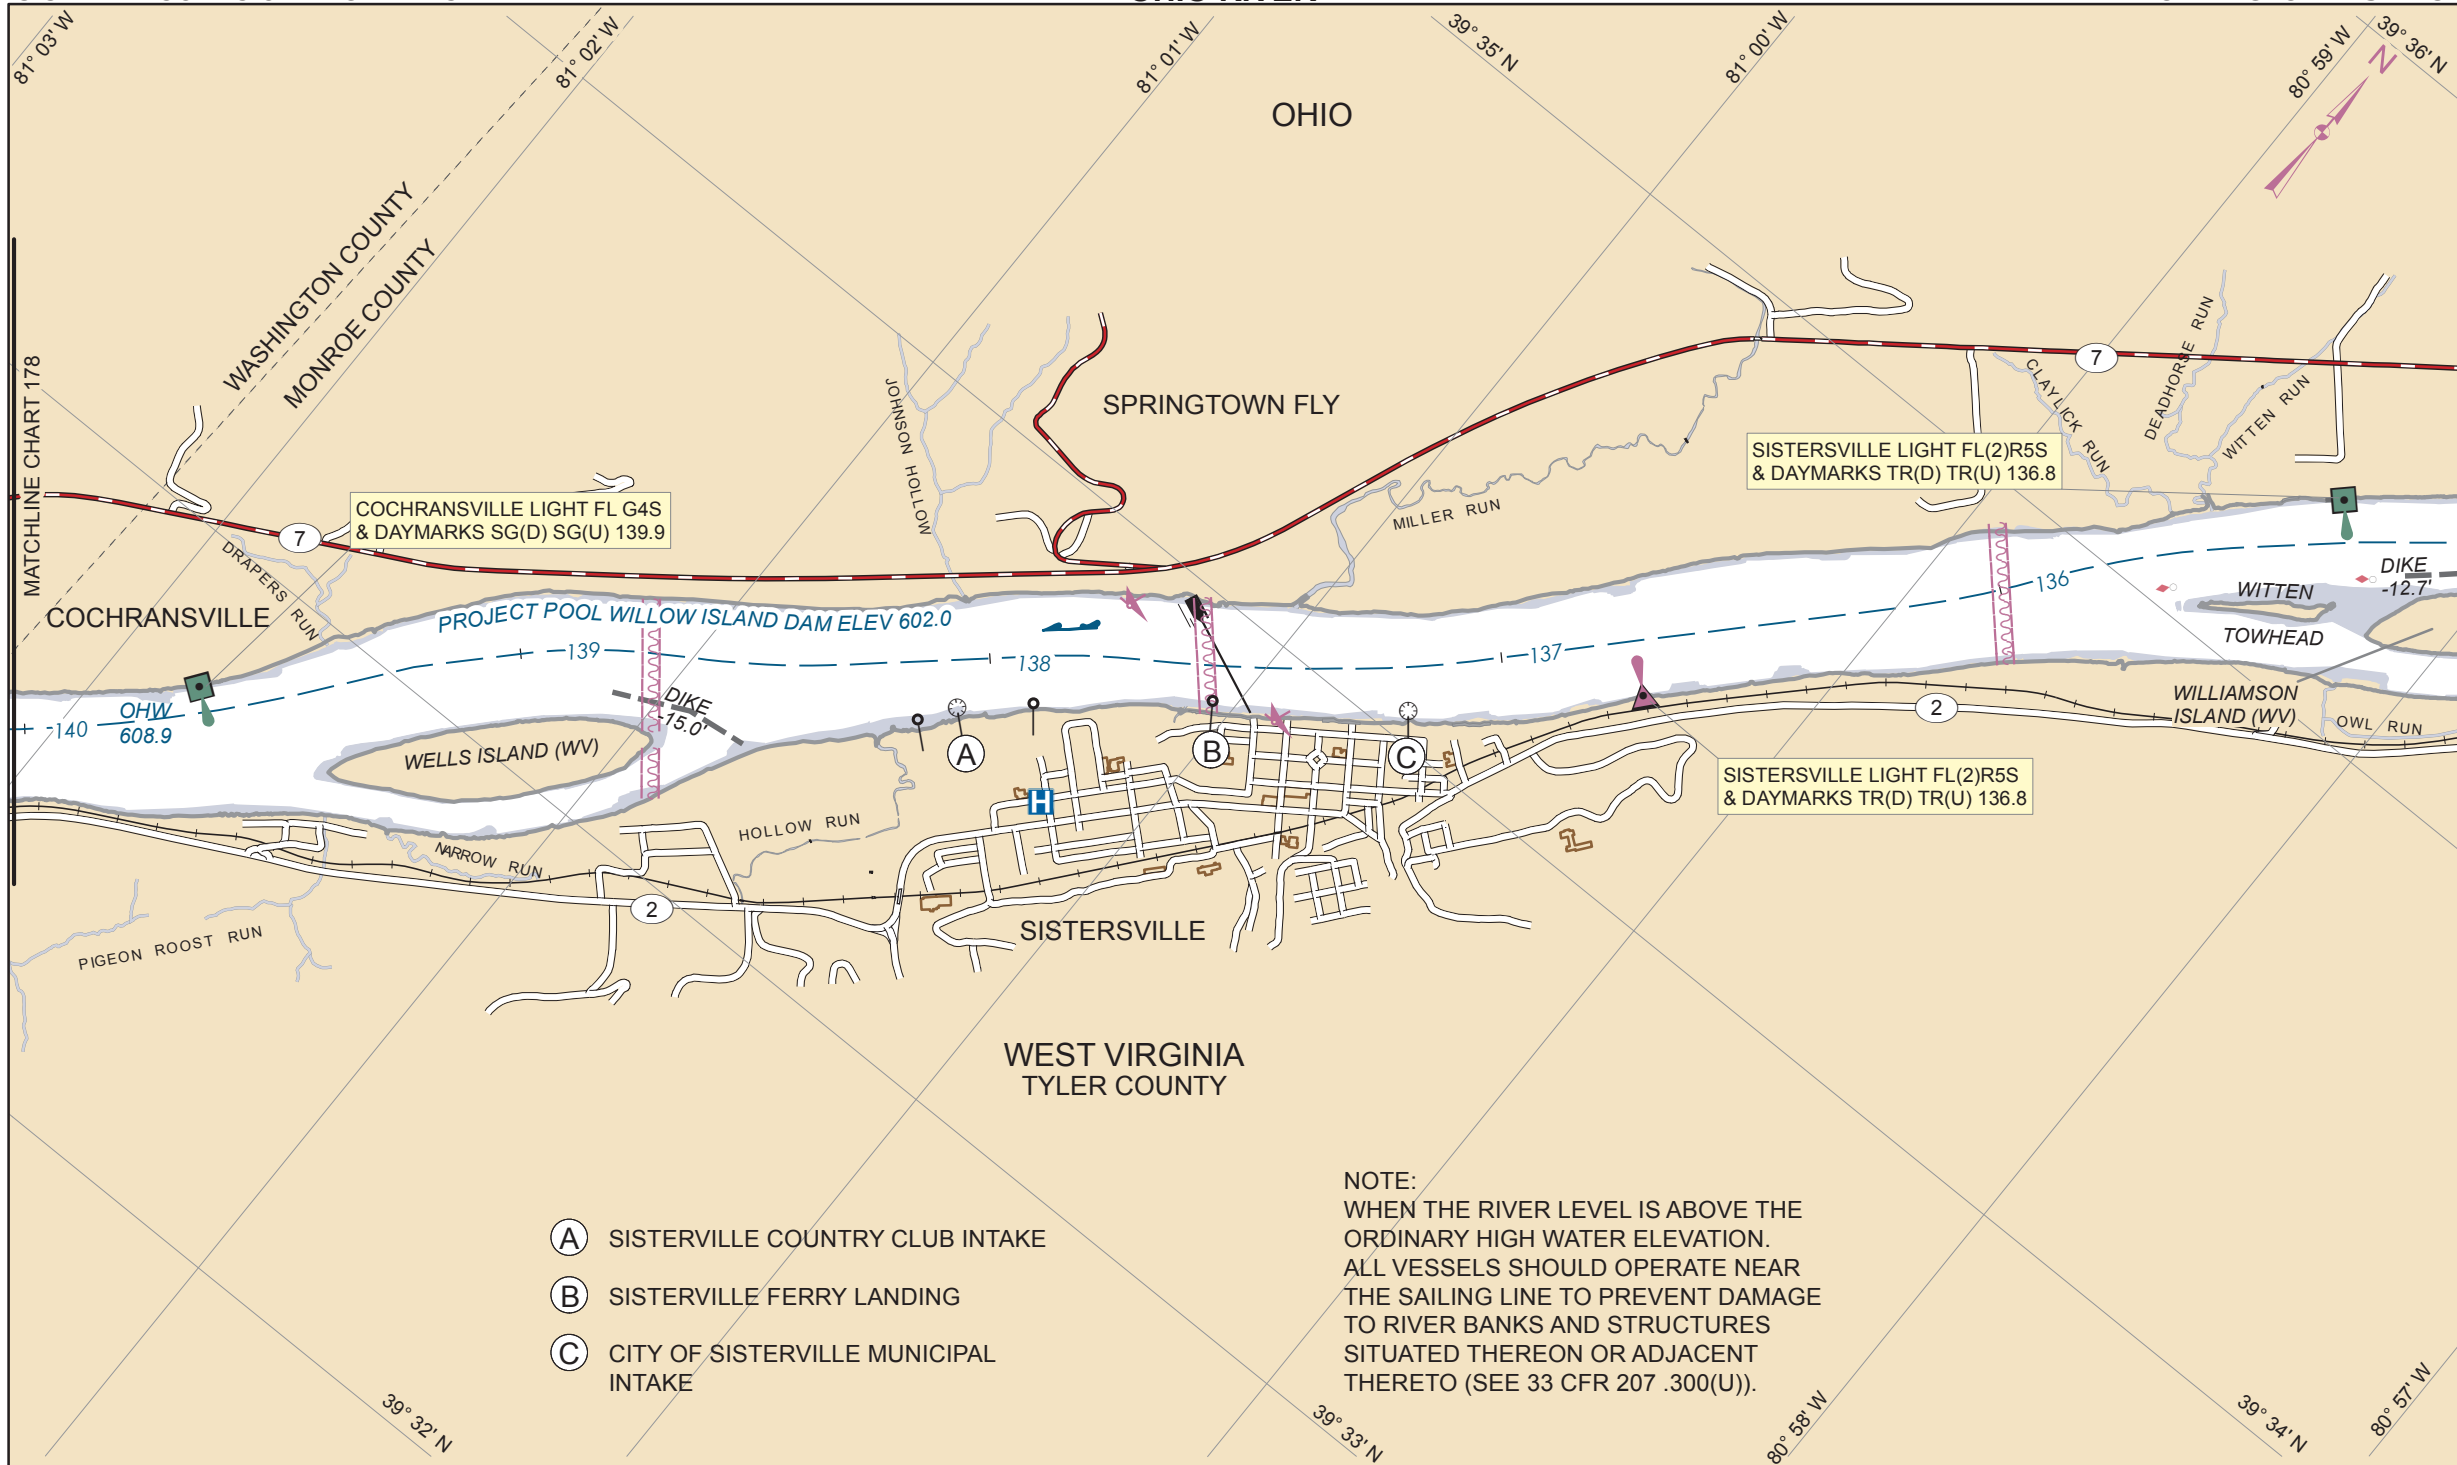 OHIO RIVER
81° 03' W
81° 02' W
81° 01' W
39° 35' N
81° 00' W
80° 59' W
39° 36' N
N
OHIO
WASHINGTON COUNTY
MONROE COUNTY
MATCHLINE CHART 178
SPRINGTOWN FLY
JOHNSON HOLLOW
7
CLAYLICK RUN
DEADHORSE RUN
WITTEN RUN
SISTERSVILLE LIGHT FL(2)R5S
& DAYMARKS TR(D) TR(U) 136.8
COCHRANSVILLE LIGHT FL G4S
& DAYMARKS SG(D) SG(U) 139.9
MILLER RUN
7
DRAPERS RUN
COCHRANSVILLE
PROJECT POOL WILLOW ISLAND DAM ELEV 602.0
136
DIKE
-12.7'
WITTEN
TOWHEAD
139
138
137
DIKE
-15.0'
140
OHW
608.9
WELLS ISLAND (WV)
WILLIAMSON
ISLAND (WV)
OWL RUN
2
A
B
C
H
SISTERSVILLE LIGHT FL(2)R5S
& DAYMARKS TR(D) TR(U) 136.8
HOLLOW RUN
NARROW RUN
2
PIGEON ROOST RUN
SISTERSVILLE
WEST VIRGINIA
TYLER COUNTY
A SISTERVILLE COUNTRY CLUB INTAKE
B SISTERVILLE FERRY LANDING
C CITY OF SISTERVILLE MUNICIPAL
INTAKE
NOTE:
WHEN THE RIVER LEVEL IS ABOVE THE
ORDINARY HIGH WATER ELEVATION.
ALL VESSELS SHOULD OPERATE NEAR
THE SAILING LINE TO PREVENT DAMAGE
TO RIVER BANKS AND STRUCTURES
SITUATED THEREON OR ADJACENT
THERETO (SEE 33 CFR 207 .300(U)).
39° 32' N
39° 33' N
80° 58' W
39° 34' N
80° 57' W